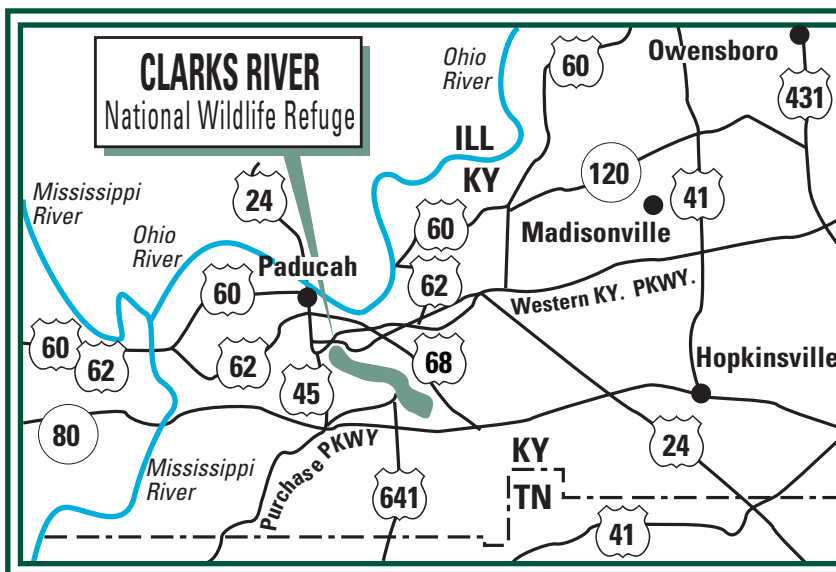 CLARKS RIVER
National Wildlife Refuge
Ohio
River
60
Owensboro
431
ILL
KY
120
Mississippi
River
24
41
Ohio
River
60
Madisonville
Paducah
60
62
Western KY. PKWY.
60
62
62
68
Hopkinsville
45
80
24
KY
Mississippi
River
Purchase PKWY
641
TN
41